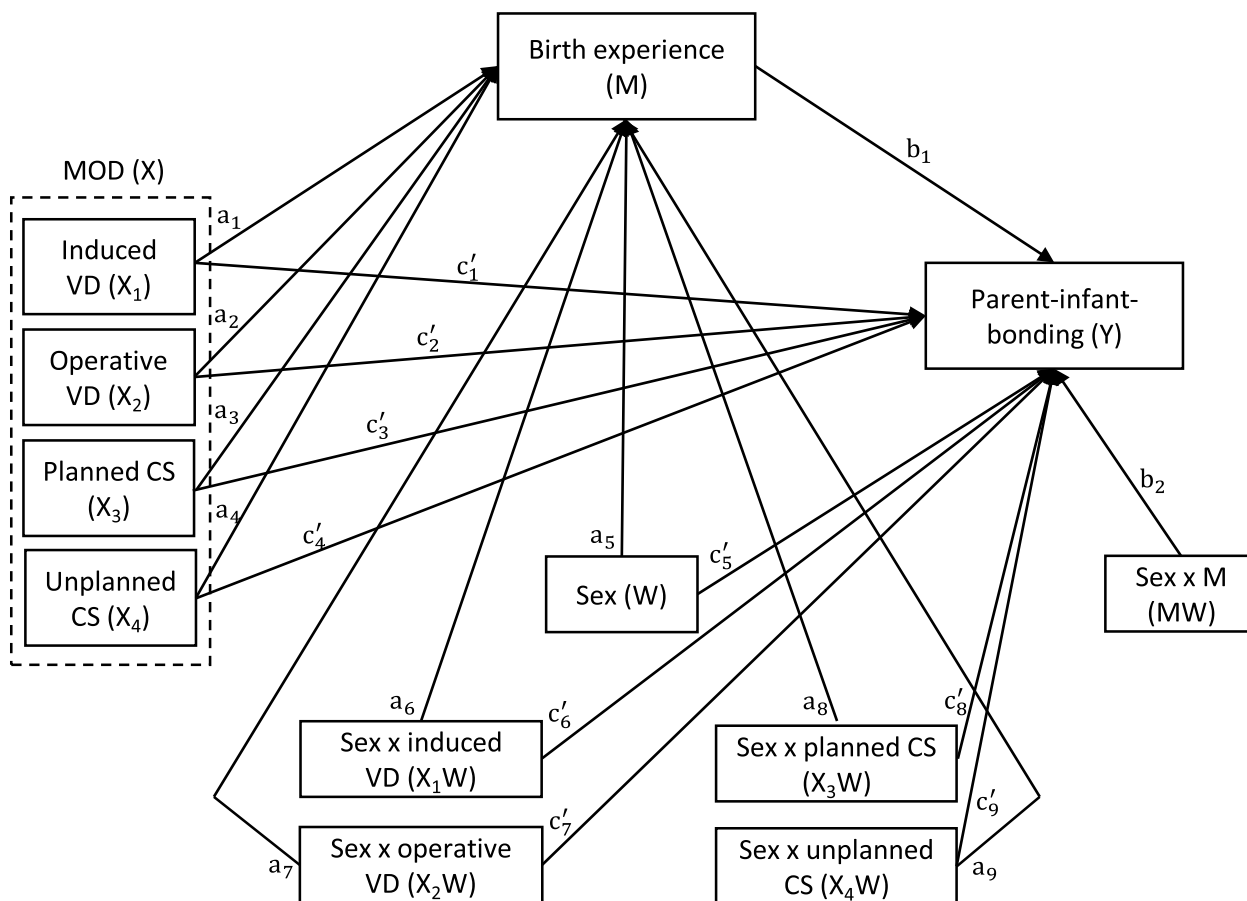 Birth experience
(M)
b₁
MOD (X)
a₁
Induced
VD (X₁)
c′₁
Parent-infant-
bonding (Y)
a₂
Operative
VD (X₂)
c′₂
a₃
c′₃
Planned CS
(X₃)
a₄
c′₄
b₂
Unplanned
CS (X₄)
a₅
Sex (W)
c′₅
Sex x M
(MW)
a₆
Sex x induced
VD (X₁W)
c′₆
a₈
Sex x planned CS
(X₃W)
c′₈
a₇
Sex x operative
VD (X₂W)
c′₇
Sex x unplanned
CS (X₄W)
c′₉
a₉